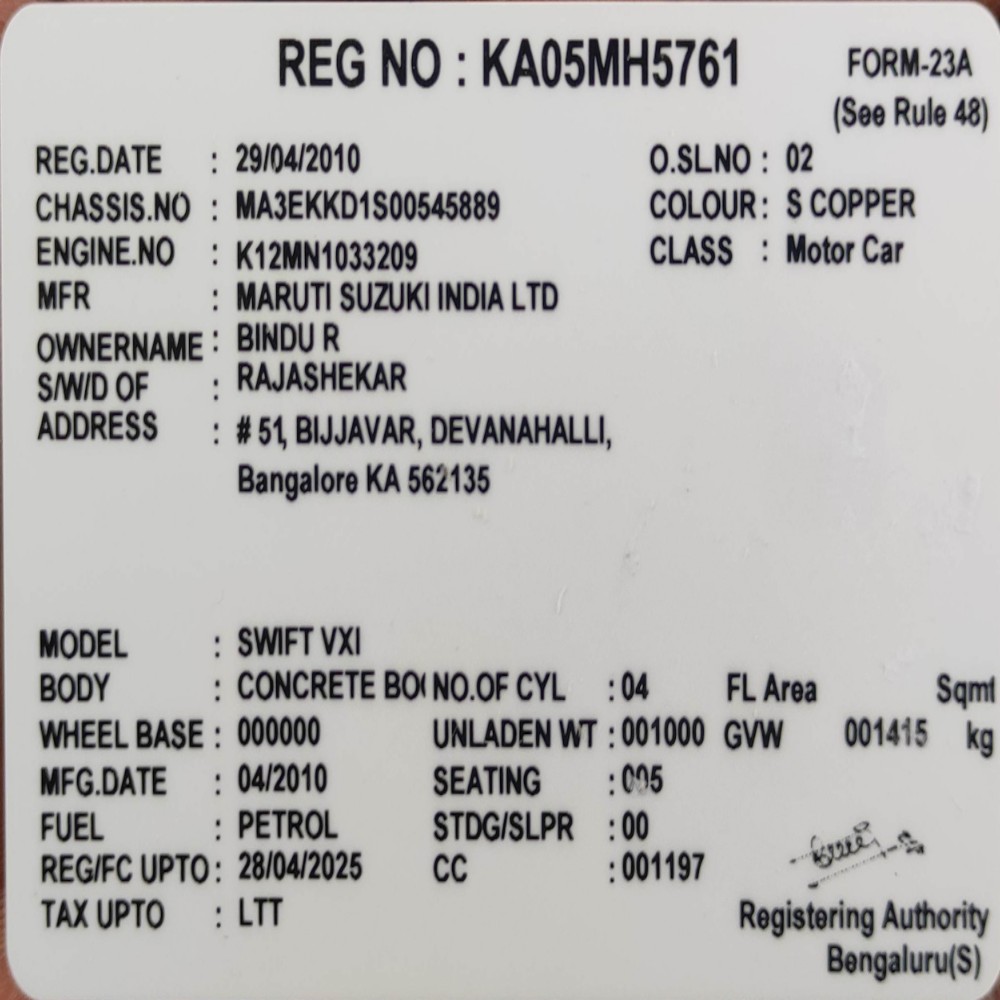 REG NO : KA05MH5761 FORM-23A
(See Rule 48)
REG.DATE : 29/04/2010 O.SL.NO : 02
CHASSIS.NO : MA3EKKD1S00545889 COLOUR : S COPPER
ENGINE.NO : K12MN1033209 CLASS : Motor Car
MFR : MARUTI SUZUKI INDIA LTD
OWNERNAME : BINDU R
S/W/D OF : RAJASHEKAR
ADDRESS : # 51, BIJJAVAR, DEVANAHALLI,
Bangalore KA 562135
MODEL : SWIFT VXI
BODY : CONCRETE BO NO.OF CYL : 04 FL Area Sqmt
WHEEL BASE : 000000 UNLADEN WT : 001000 GVW 001415 kg
MFG.DATE : 04/2010 SEATING : 005
FUEL : PETROL STDG/SLPR : 00
REG/FC UPTO : 28/04/2025 CC : 001197
TAX UPTO : LTT
Registering Authority
Bengaluru(S)